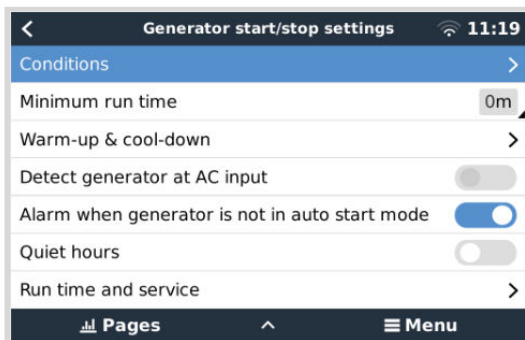 Generator start/stop settings 11:19
Conditions
Minimum run time 0m
Warm-up & cool-down
Detect generator at AC input
Alarm when generator is not in auto start mode
Quiet hours
Run time and service
Pages Menu